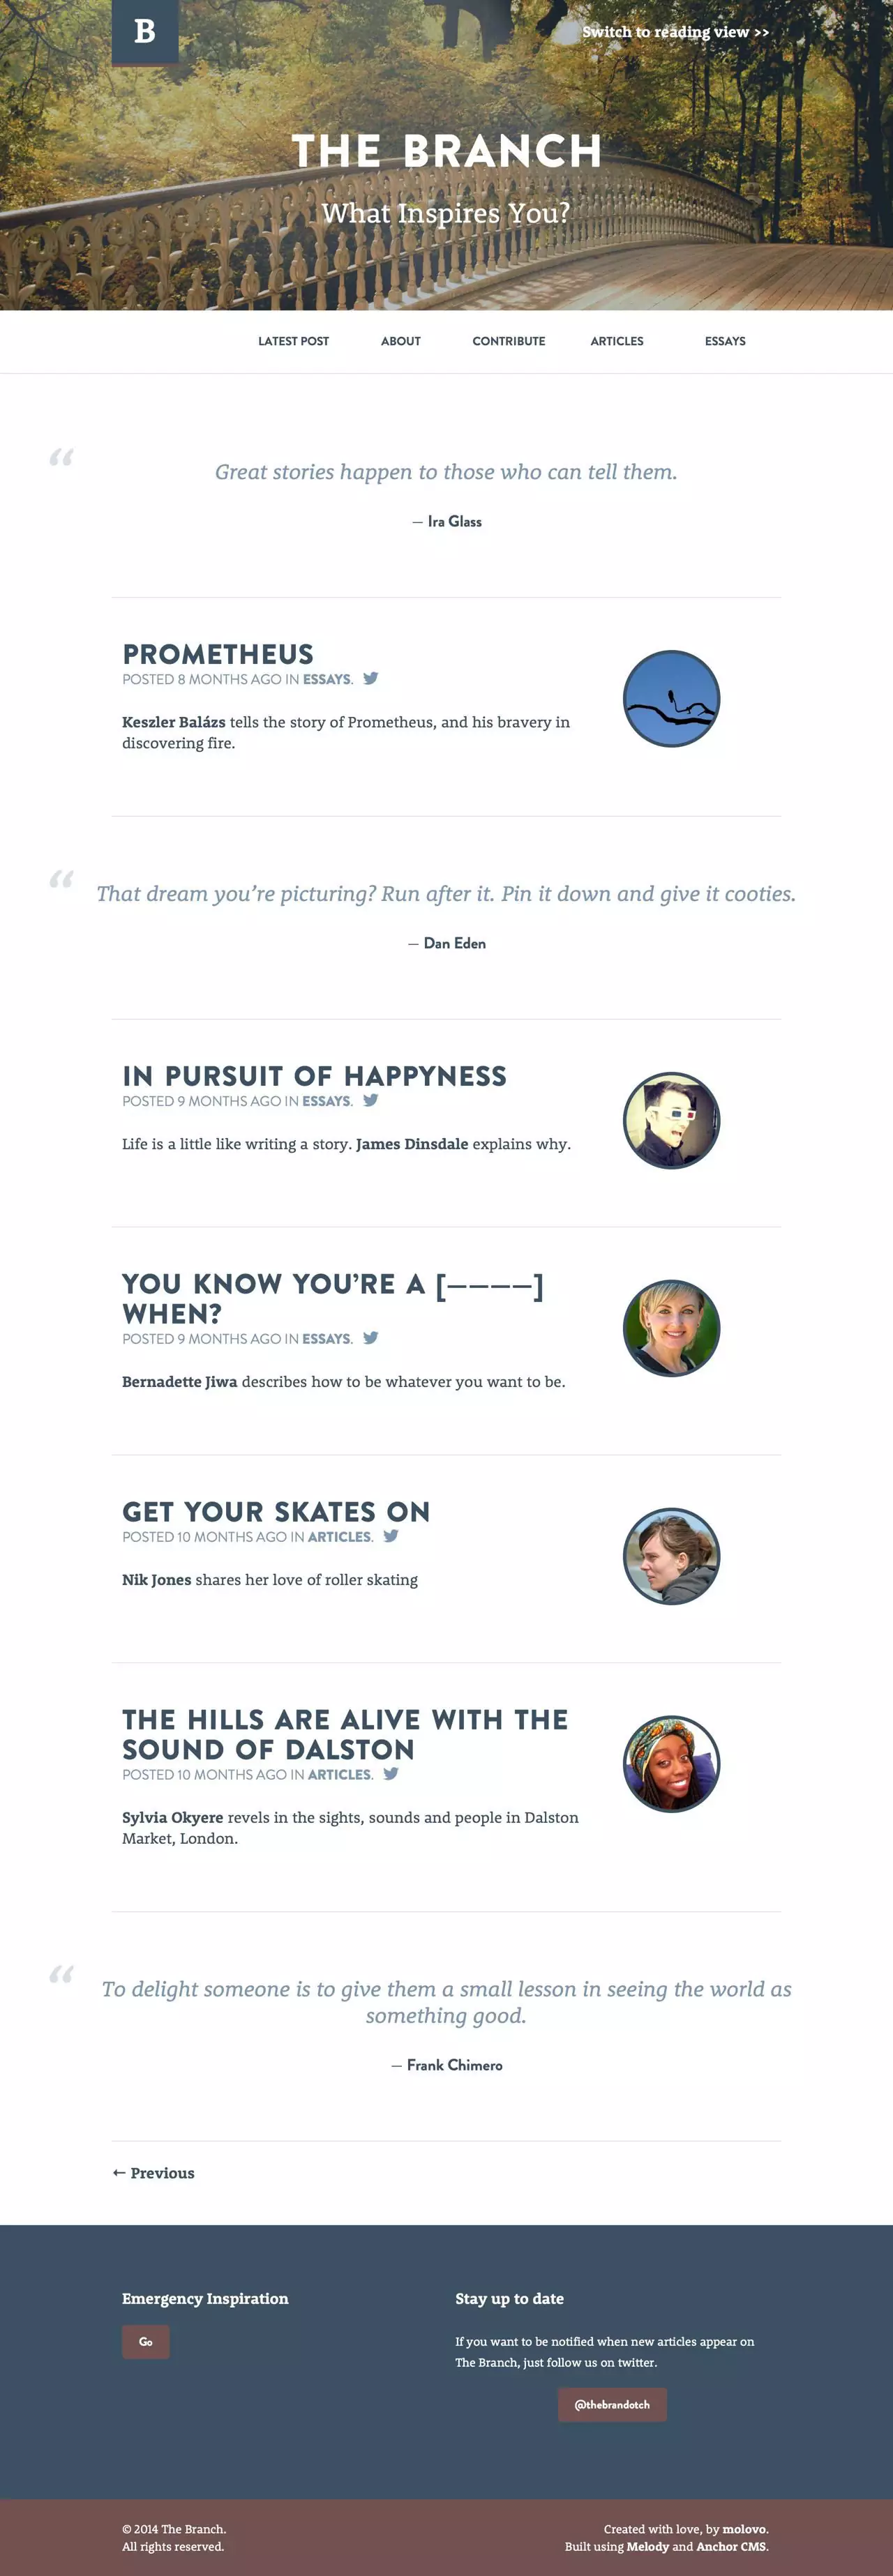 B
Switch to reading view >>
THE BRANCH
What Inspires You?
LATEST POST ABOUT CONTRIBUTE ARTICLES ESSAYS
“
Great stories happen to those who can tell them.
— Ira Glass
PROMETHEUS
POSTED 8 MONTHS AGO IN ESSAYS.
Keszler Balázs tells the story of Prometheus, and his bravery in
discovering fire.
“
That dream you’re picturing? Run after it. Pin it down and give it cooties.
— Dan Eden
IN PURSUIT OF HAPPYNESS
POSTED 9 MONTHS AGO IN ESSAYS.
Life is a little like writing a story. James Dinsdale explains why.
YOU KNOW YOU’RE A [————]
WHEN?
POSTED 9 MONTHS AGO IN ESSAYS.
Bernadette Jiwa describes how to be whatever you want to be.
GET YOUR SKATES ON
POSTED 10 MONTHS AGO IN ARTICLES.
Nik Jones shares her love of roller skating
THE HILLS ARE ALIVE WITH THE
SOUND OF DALSTON
POSTED 10 MONTHS AGO IN ARTICLES.
Sylvia Okyere revels in the sights, sounds and people in Dalston
Market, London.
“
To delight someone is to give them a small lesson in seeing the world as
something good.
— Frank Chimero
← Previous
Emergency Inspiration
Go
Stay up to date
If you want to be notified when new articles appear on
The Branch, just follow us on twitter.
@thebrandotch
© 2014 The Branch.
All rights reserved.
Created with love, by molovo.
Built using Melody and Anchor CMS.